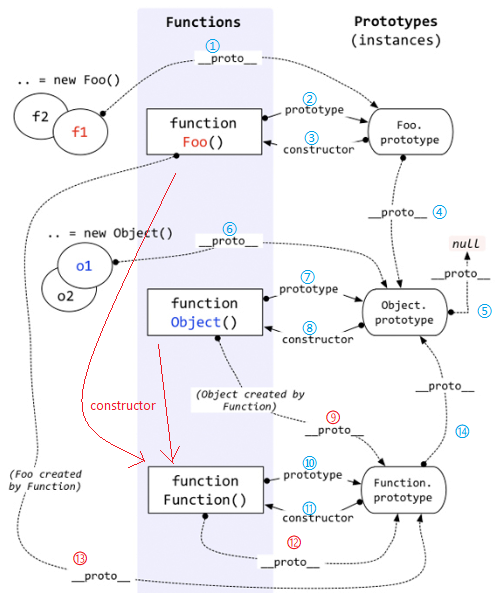 Functions
Prototypes
(instances)
①
__proto__
.. = new Foo()
f2
f1
function
Foo()
②
prototype
③
constructor
Foo.
prototype
__proto__ ④
.. = new Object()
o1
o2
⑥
__proto__
null
__proto__
⑤
function
Object()
⑦
prototype
⑧
constructor
Object.
prototype
(Object created by
Function)
constructor
⑨
__proto__
__proto__
⑭
(Foo created
by Function)
function
Function()
⑩
prototype
⑪
constructor
Function.
prototype
⑫
__proto__
⑬
__proto__